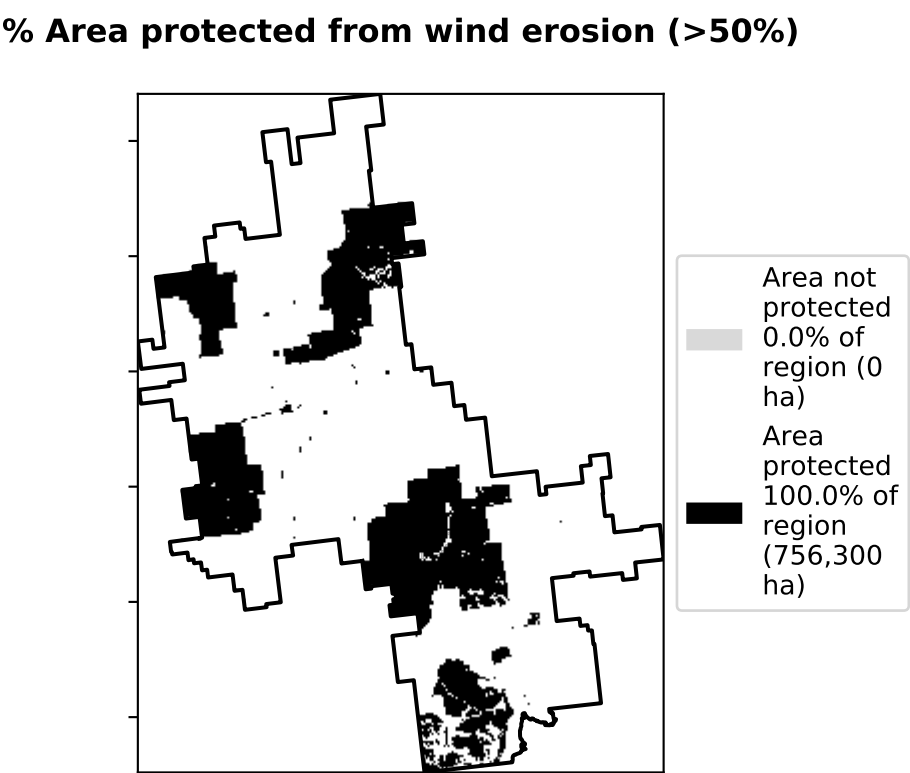 % Area protected from wind erosion (>50%)
Area not
protected
0.0% of
region (0
ha)
Area
protected
100.0% of
region
(756,300
ha)